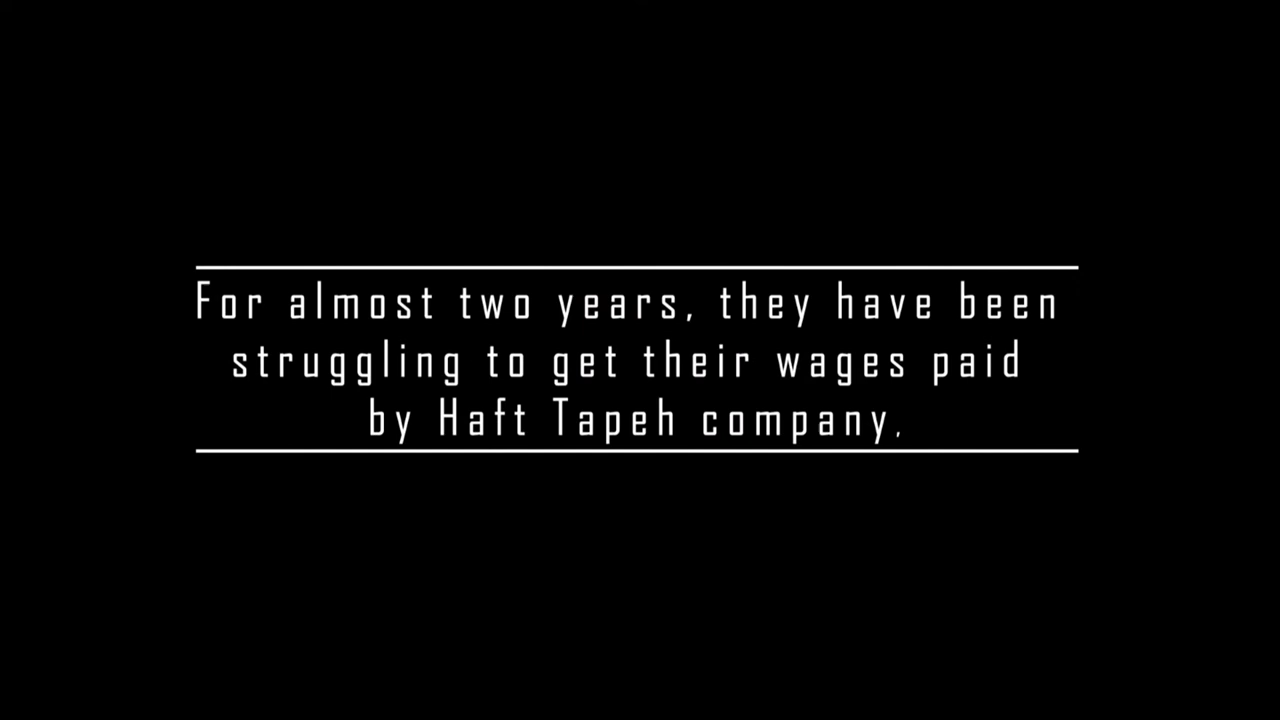 For almost two years, they have been
struggling to get their wages paid
by Haft Tapeh company,